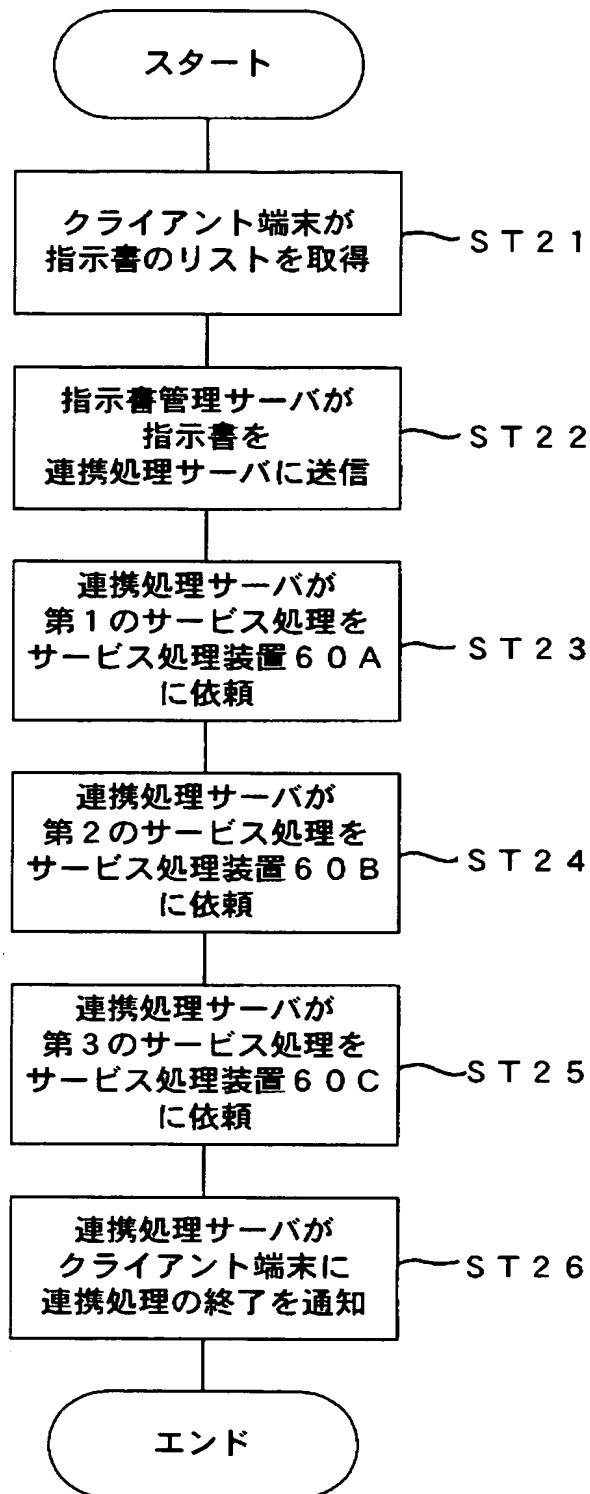 スタート
クライアント端末が
指示書のリストを取得
ST21
指示書管理サーバが
指示書を
連携処理サーバに送信
ST22
連携処理サーバが
第1のサービス処理を
サービス処理装置60A
に依頼
ST23
連携処理サーバが
第2のサービス処理を
サービス処理装置60B
に依頼
ST24
連携処理サーバが
第3のサービス処理を
サービス処理装置60C
に依頼
ST25
連携処理サーバが
クライアント端末に
連携処理の終了を通知
ST26
エンド